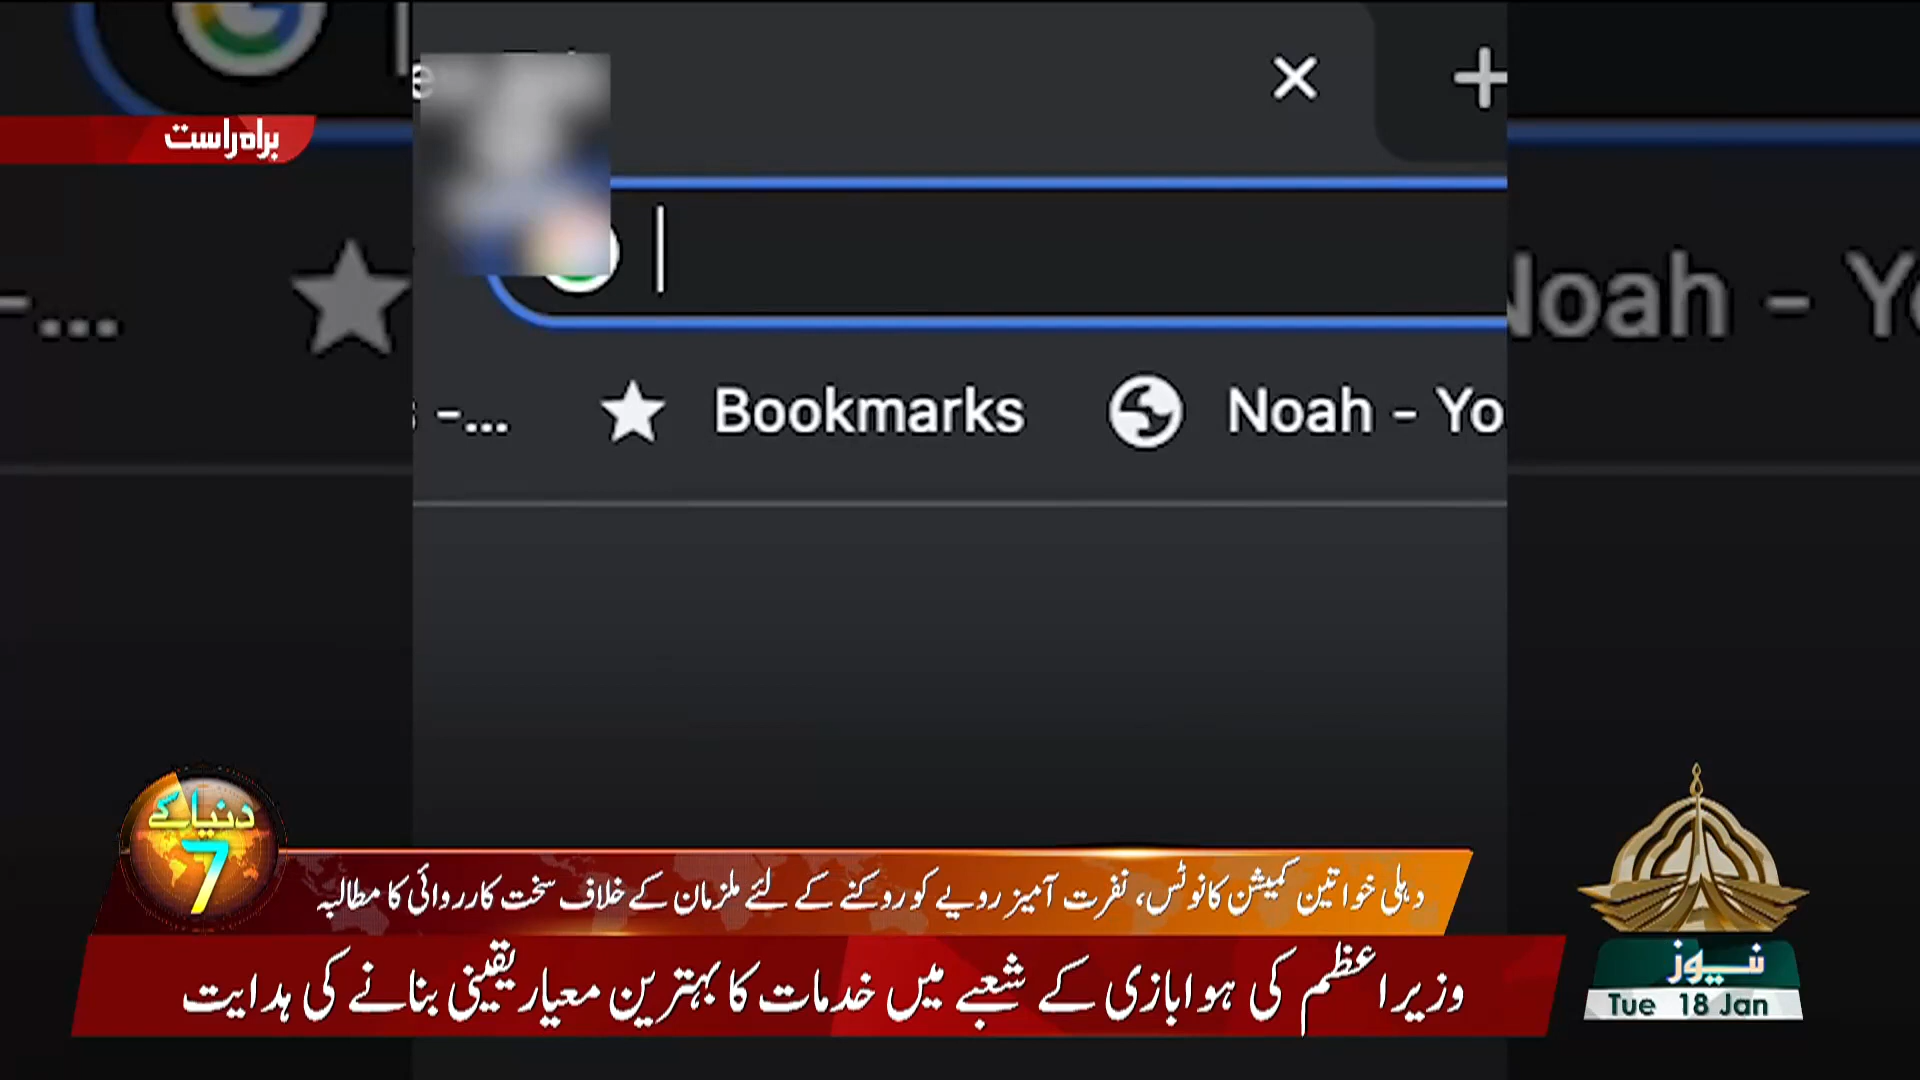 براہ راست
-...
Noah - Yo
-...
Bookmarks
Noah - Yo
دنیا کے
7
دہلی خواتین کمیشن کا نوٹس، نفرت آمیز رویے کو روکنے کے لئے ملزمان کے خلاف سخت کارروائی کا مطالبہ
وزیراعظم کی ہوابازی کے شعبے میں خدمات کا بہترین معیار یقینی بنانے کی ہدایت
نیوز
Tue 18 Jan